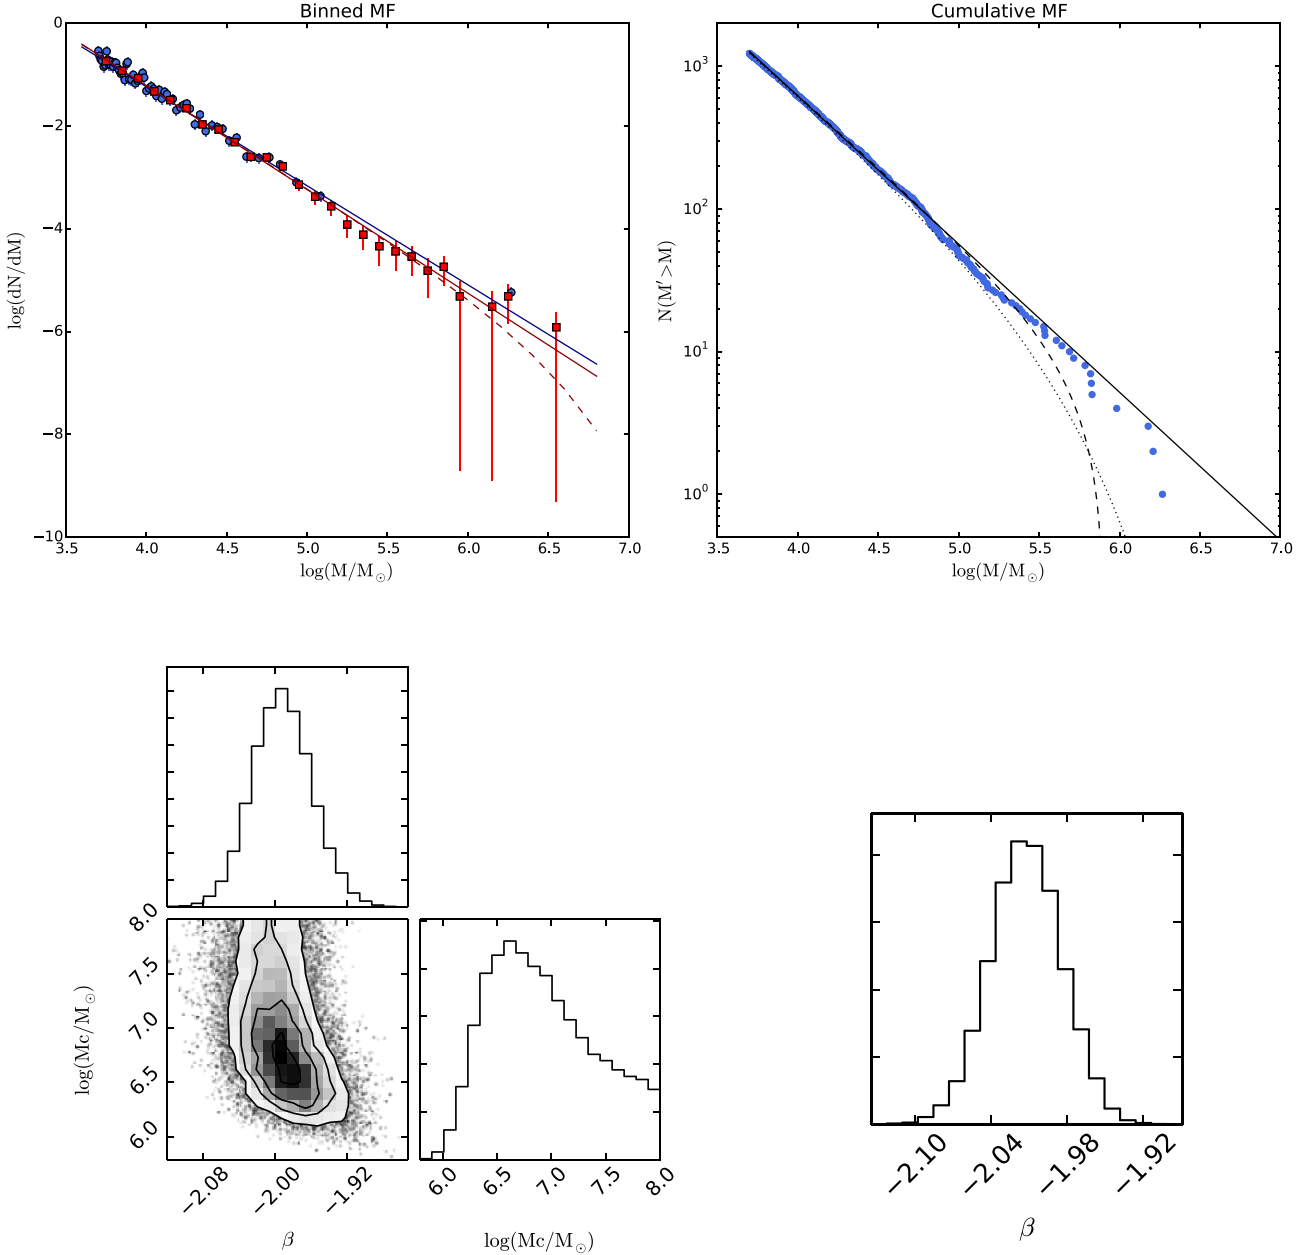 Binned MF
0
−2
−4
−6
−8
−10
log(dN/dM)
3.5 4.0 4.5 5.0 5.5 6.0 6.5 7.0
log(M/M⊙)
Cumulative MF
10³
10²
10¹
10⁰
N(M′>M)
3.5 4.0 4.5 5.0 5.5 6.0 6.5 7.0
log(M/M⊙)
8.0
7.5
7.0
6.5
6.0
log(Mc/M⊙)
−2.08 −2.00 −1.92
β
6.0 6.5 7.0 7.5 8.0
log(Mc/M⊙)
−2.10 −2.04 −1.98 −1.92
β